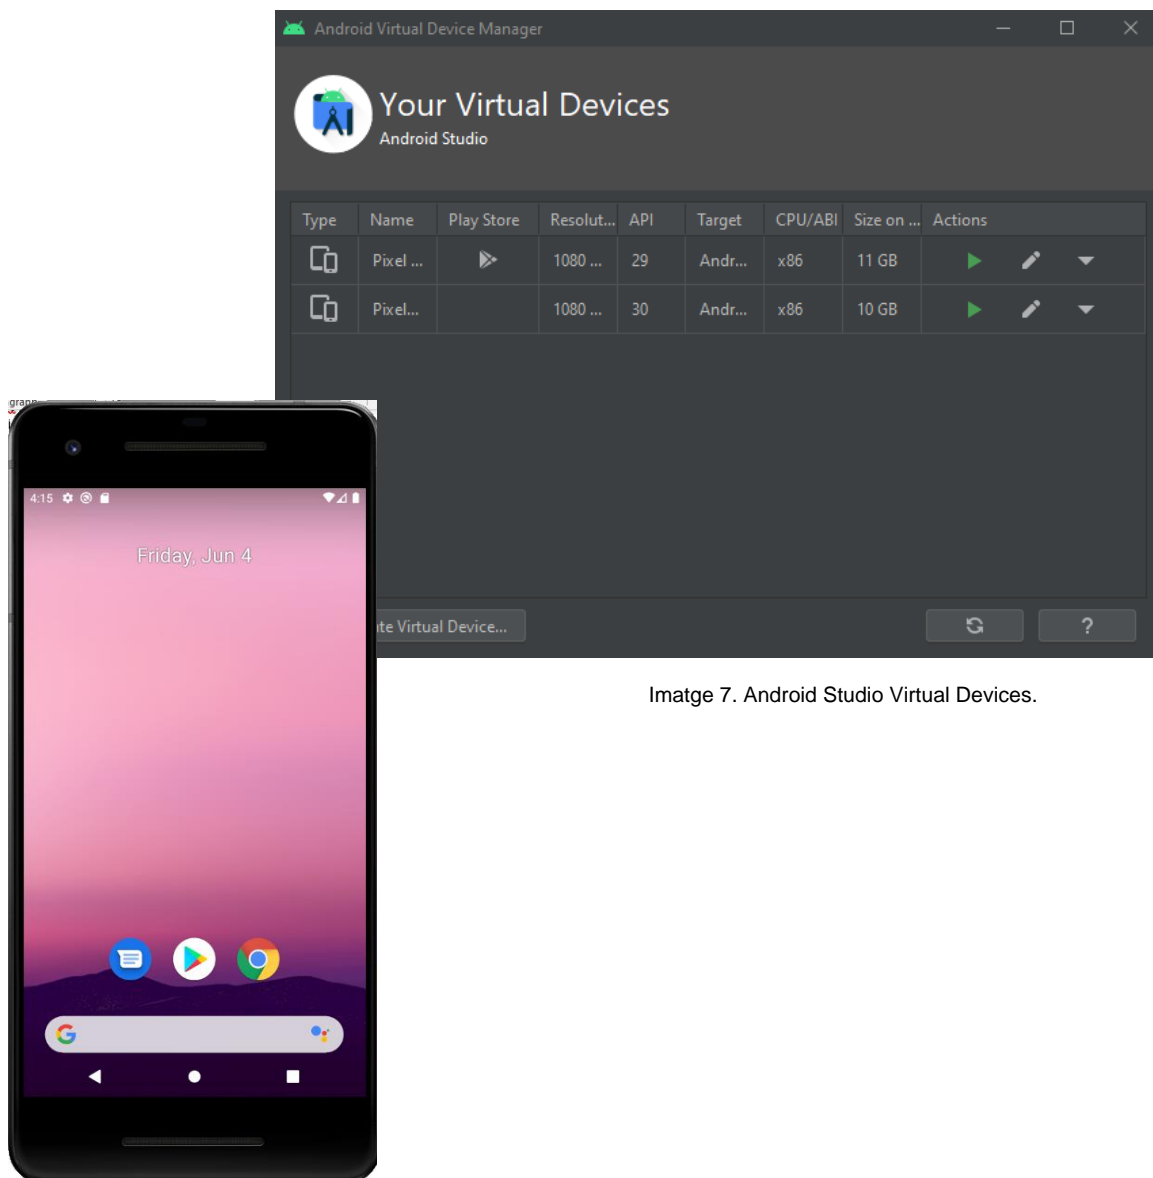 Android Virtual Device Manager
Your Virtual Devices
Android Studio
Type Name Play Store Resolut... API Target CPU/ABI Size on ... Actions
Pixel ... 1080 ... 29 Andr... x86 11 GB
Pixel... 1080 ... 30 Andr... x86 10 GB
4:15
Friday, Jun 4
ate Virtual Device...
?
Imatge 7. Android Studio Virtual Devices.